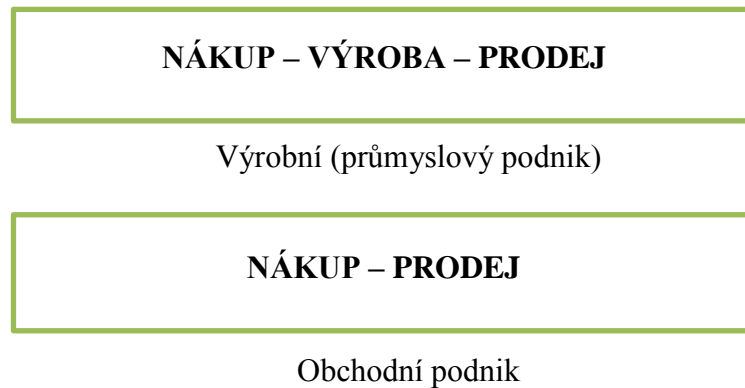 NÁKUP – VÝROBA – PRODEJ
Výrobní (průmyslový podnik)
NÁKUP – PRODEJ
Obchodní podnik